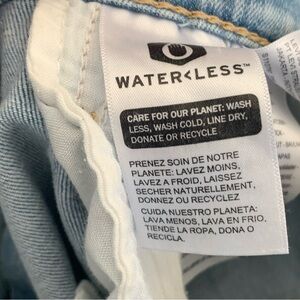 WATER<LESS™
CARE FOR OUR PLANET: WASH
LESS, WASH COLD, LINE DRY,
DONATE OR RECYCLE
PRENEZ SOIN DE NOTRE
PLANETE: LAVEZ MOINS,
LAVEZ A FROID, LAISSEZ
SECHER NATURELLEMENT,
DONNEZ OU RECYCLEZ
CUIDA NUESTRO PLANETA:
LAVA MENOS, LAVA EN FRIO,
TIENDE LA ROPA, DONA O
RECICLA.